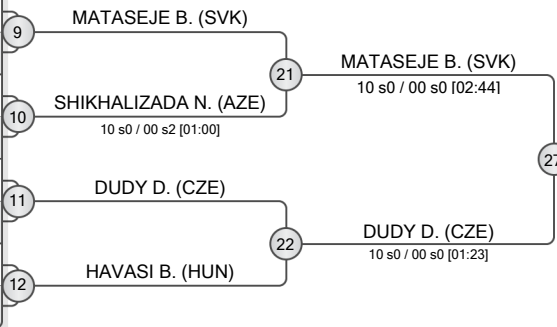 9
MATASEJE B. (SVK)
21
MATASEJE B. (SVK)
10 s0 / 00 s0 [02:44]
10
SHIKHALIZADA N. (AZE)
10 s0 / 00 s2 [01:00]
27
11
DUDY D. (CZE)
22
DUDY D. (CZE)
10 s0 / 00 s0 [01:23]
12
HAVASI B. (HUN)